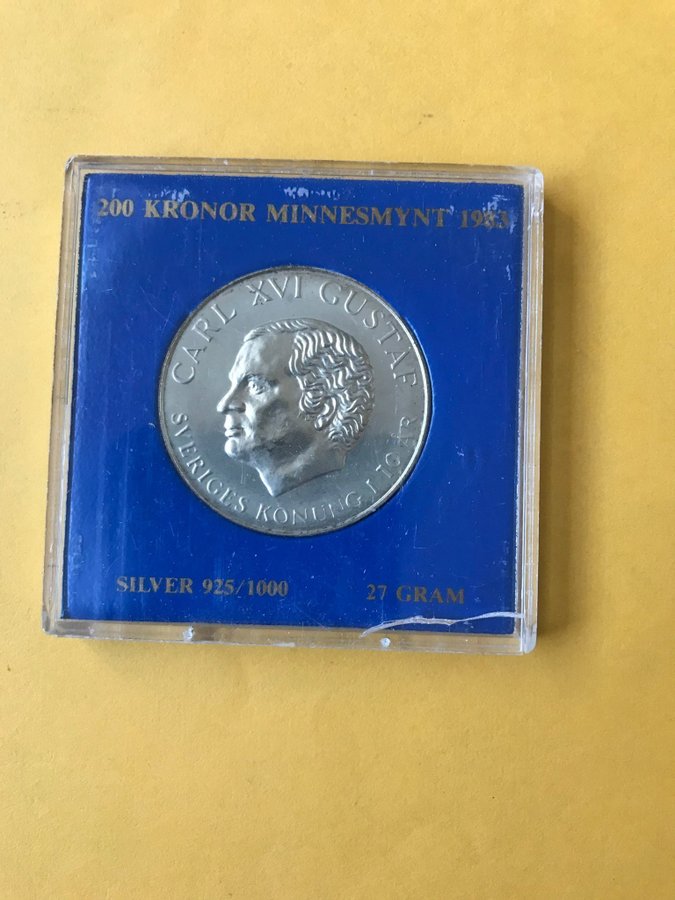 200 KRONOR MINNESMYNT 1983
CARL XVI GUSTAF
SVERIGES KONUNG I 10 ÅR
SILVER 925/1000
27 GRAM